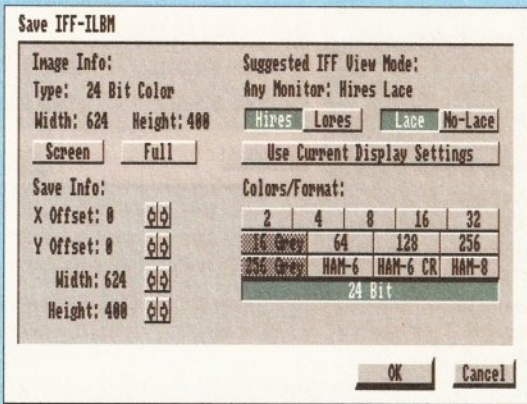 Save IFF-ILBM
Image Info:
Type: 24 Bit Color
Width: 624 Height: 400
Screen Full
Save Info:
X Offset: 0
Y Offset: 0
Width: 624
Height: 400
Suggested IFF View Mode:
Any Monitor: Hires Lace
Hires Lores Lace No-Lace
Use Current Display Settings
Colors/Format:
2 4 8 16 32
16 Grey 64 128 256
256 Grey HAM-6 HAM-6 CR HAM-8
24 Bit
OK Cancel